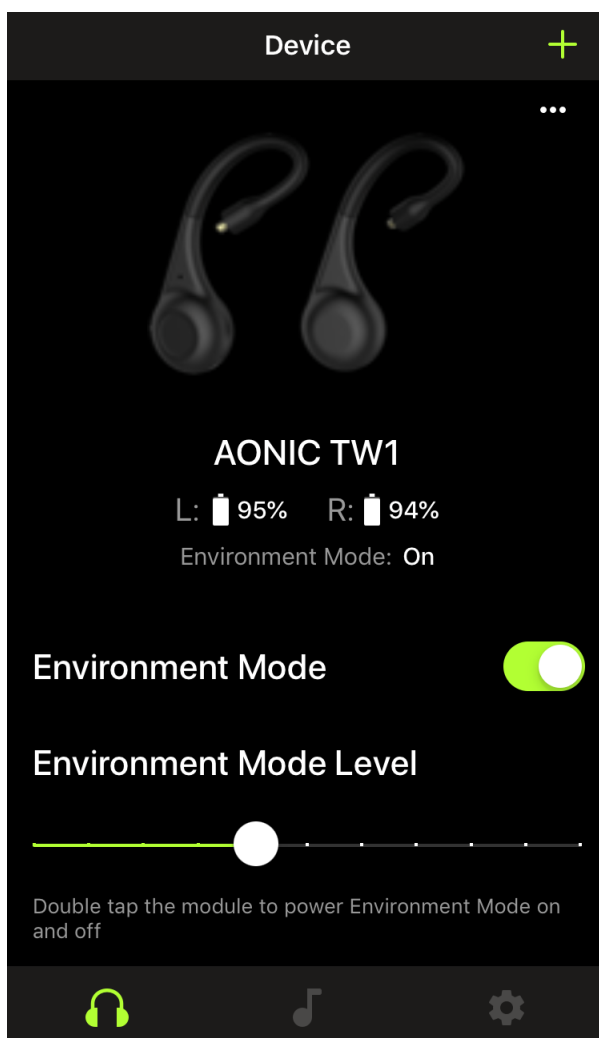 Device
AONIC TW1
L: 95% R: 94%
Environment Mode: On
Environment Mode
Environment Mode Level
Double tap the module to power Environment Mode on
and off